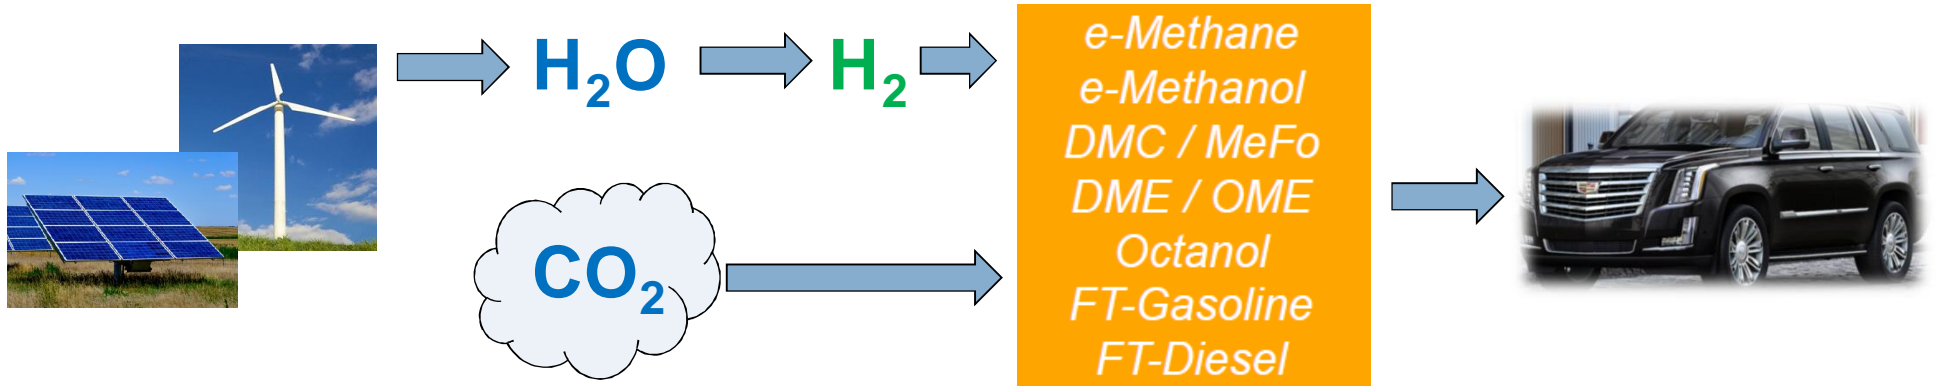 H₂O
H₂
CO₂
e-Methane
e-Methanol
DMC / MeFo
DME / OME
Octanol
FT-Gasoline
FT-Diesel